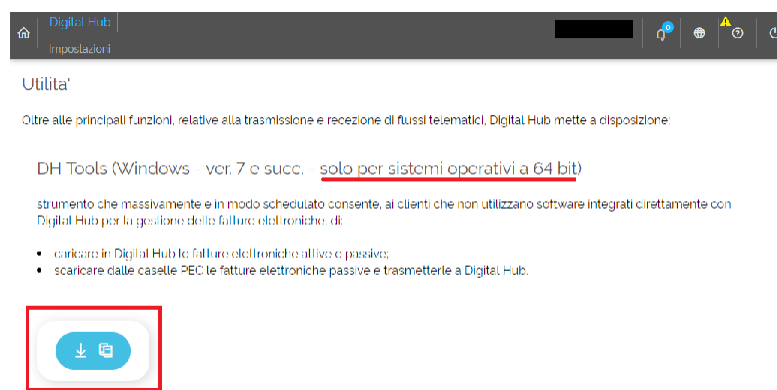 Digital Hub
Impostazioni
0
Utilita'
Oltre alle principali funzioni, relative alla trasmissione e recezione di flussi telematici, Digital Hub mette a disposizione:
DH Tools (Windows - ver. 7 e succ. solo per sistemi operativi a 64 bit)
strumento che massivamente e in modo schedulato consente, ai clienti che non utilizzano software integrati direttamente con
Digital Hub per la gestione delle fatture elettroniche, di:
• caricare in Digital Hub le fatture elettroniche attive e passive;
• scaricare dalle caselle PEC le fatture elettroniche passive e trasmetterle a Digital Hub.